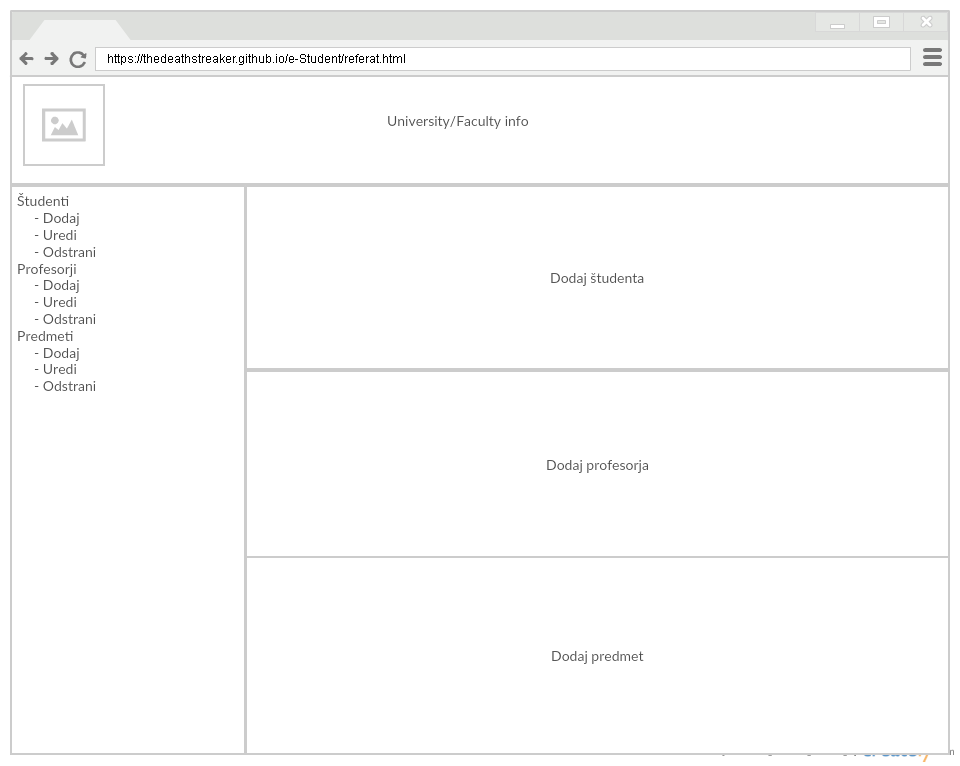 https://thedeathstreaker.github.io/e-Student/referat.html
University/Faculty info
Študenti
- Dodaj
- Uredi
- Odstrani
Profesorji
- Dodaj
- Uredi
- Odstrani
Predmeti
- Dodaj
- Uredi
- Odstrani
Dodaj študenta
Dodaj profesorja
Dodaj predmet